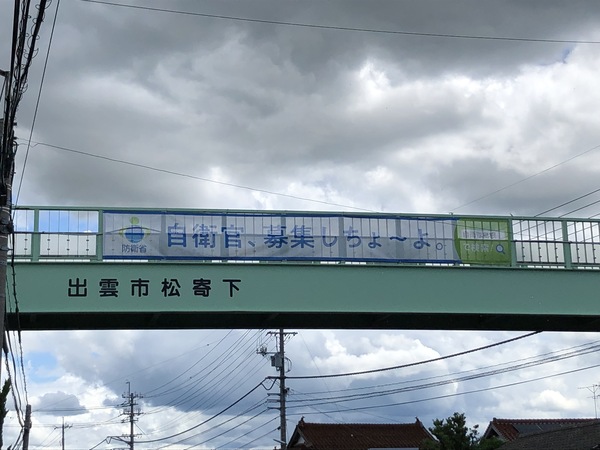 防衛省
自衛官、募集しちょ～よ。
出雲市松寄下